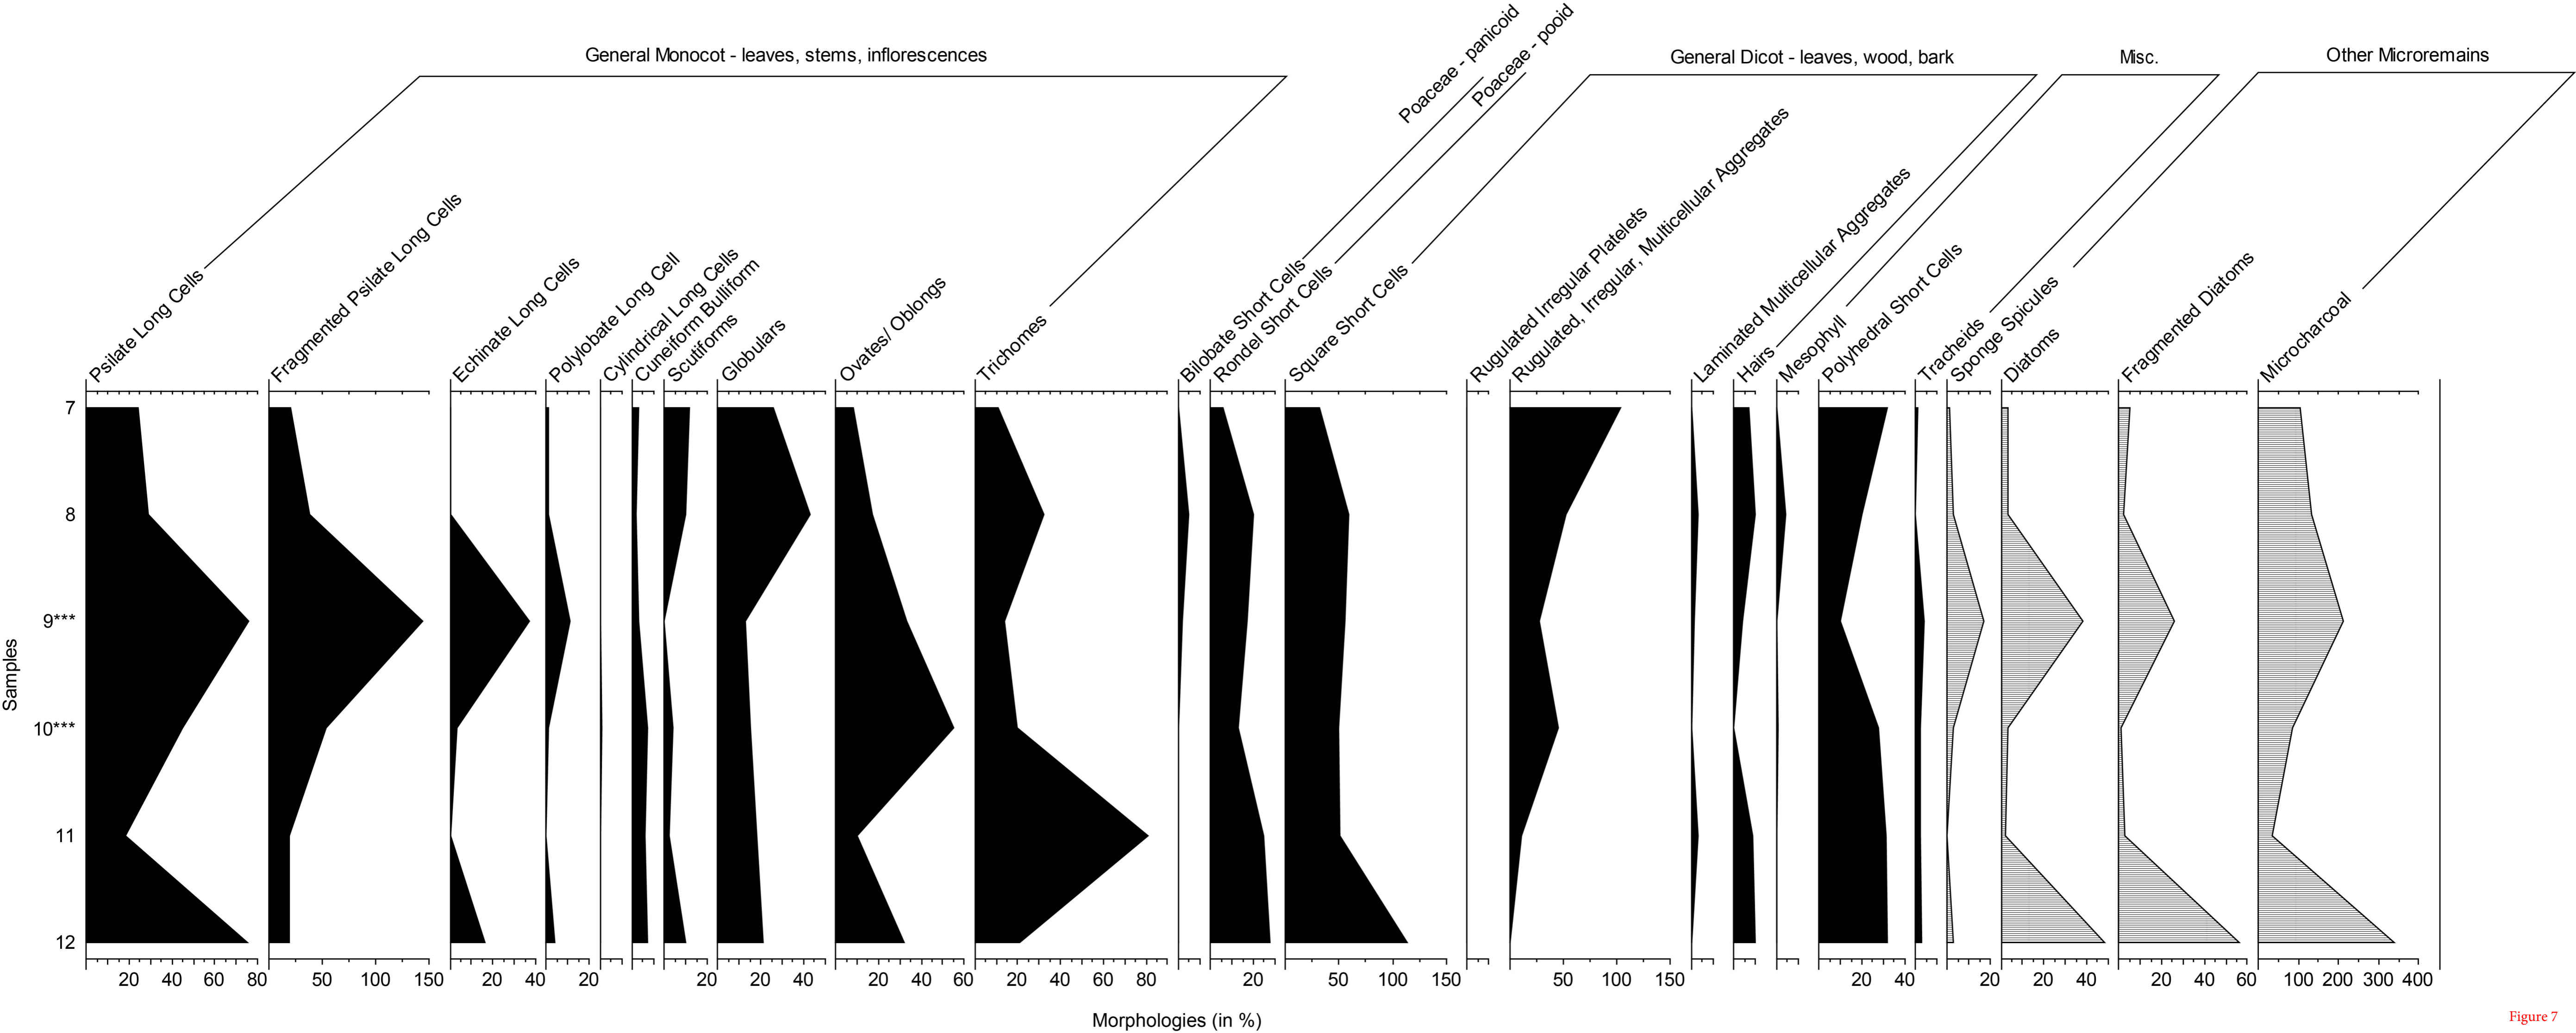 General Monocot - leaves, stems, inflorescences
Poaceae - panicoid
Poaceae - pooid
General Dicot - leaves, wood, bark
Misc.
Other Microremains
Psilate Long Cells
Fragmented Psilate Long Cells
Echinate Long Cells
Polylobate Long Cell
Cylindrical Long Cells
Cuneiform Bulliform
Scutiforms
Globulars
Ovates/ Oblongs
Trichomes
Bilobate Short Cells
Rondel Short Cells
Square Short Cells
Rugulated Irregular Platelets
Rugulated, Irregular, Multicellular Aggregates
Laminated Multicellular Aggregates
Hairs
Mesophyll
Polyhedral Short Cells
Tracheids
Sponge Spicules
Diatoms
Fragmented Diatoms
Microcharcoal
Samples
7
8
9***
10***
11
12
20 40 60 80
50 100 150
20 40
20
20
20 40
20 40 60
20 40 60 80
20
50 100 150
50 100 150
20 40
20
20 40
20 40 60
100 200 300 400
Morphologies (in %)
Figure 7